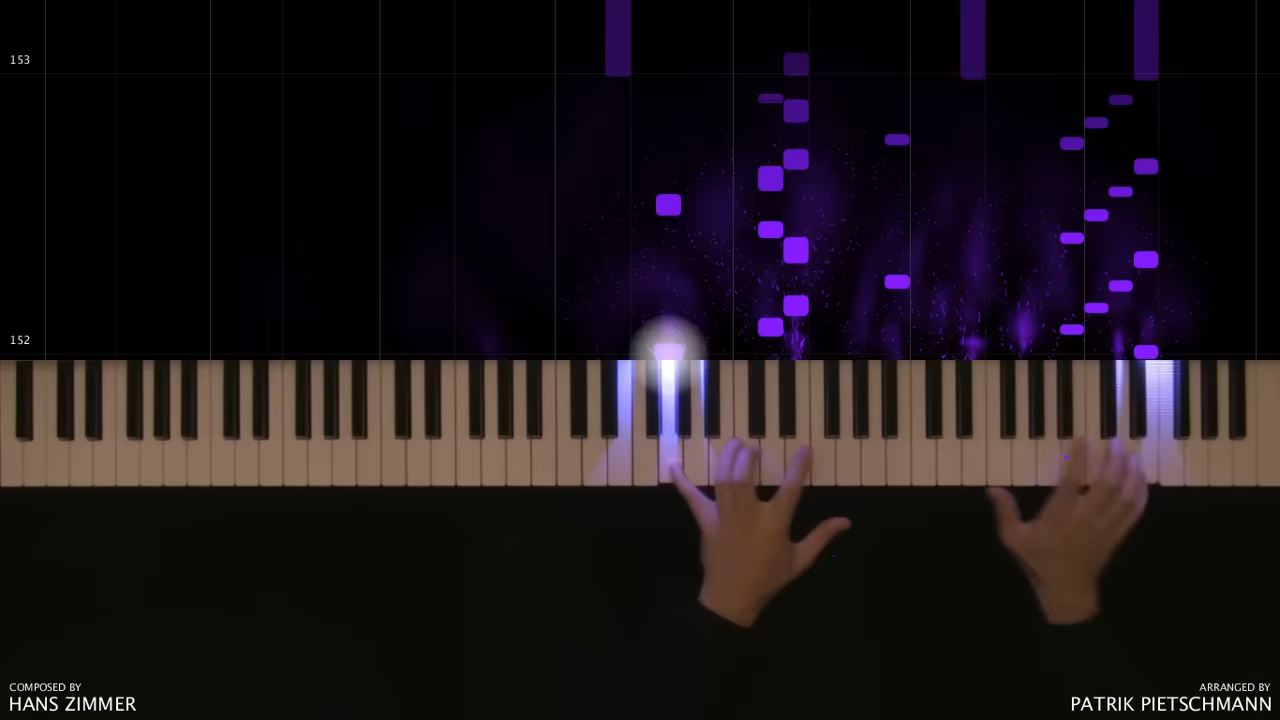 153
152
COMPOSED BY
HANS ZIMMER
ARRANGED BY
PATRIK PIETSCHMANN